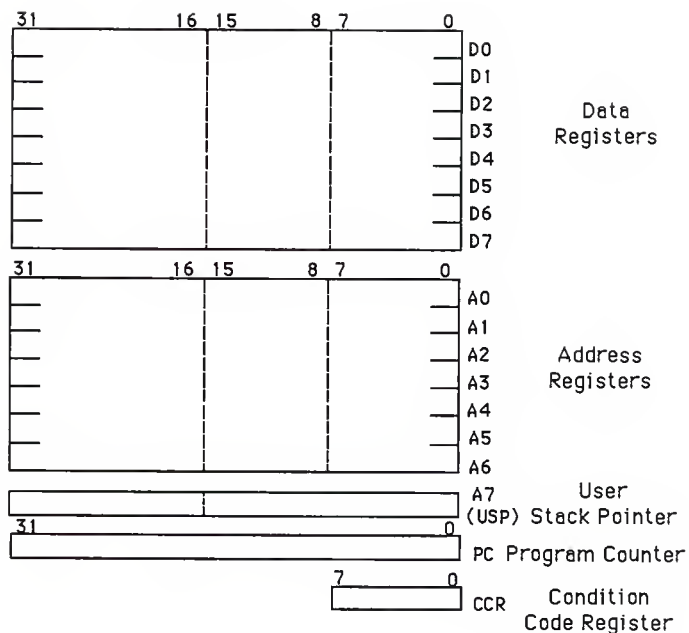 31 16 15 8 7 0
D0
D1
D2
D3
D4
D5
D6
D7
Data
Registers
31 16 15 8 7 0
A0
A1
A2
A3
A4
A5
A6
Address
Registers
A7 User
(USP) Stack Pointer
31 0
PC Program Counter
7 0
CCR Condition
Code Register